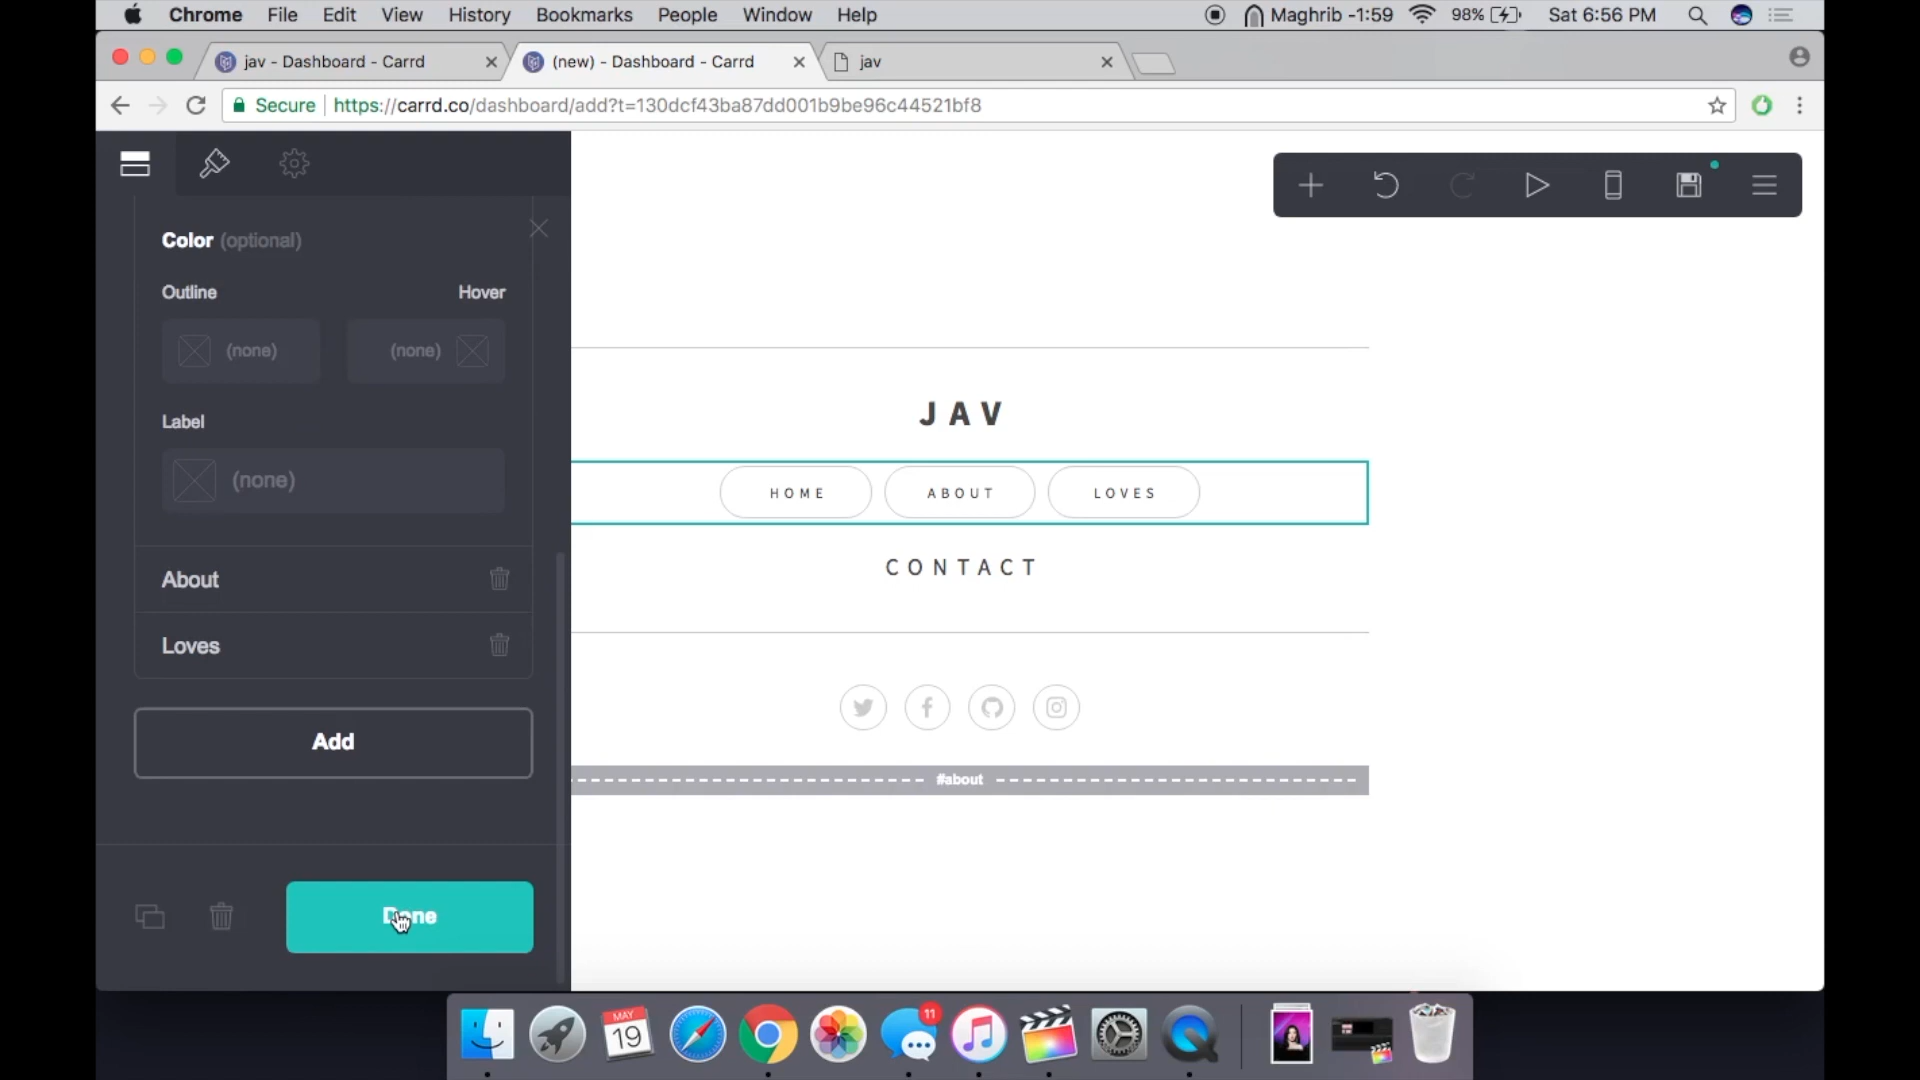 Chrome File Edit View History Bookmarks People Window Help Maghrib -1:59 98% Sat 6:56 PM
jav - Dashboard - Carrd (new) - Dashboard - Carrd jav
Secure https://carrd.co/dashboard/add?t=130dcf43ba87dd001b9be96c44521bf8
Color (optional)
Outline Hover
(none) (none)
Label
(none)
About
Loves
Add
Done
JAV
HOME ABOUT LOVES
CONTACT
#about
11
MAY
19